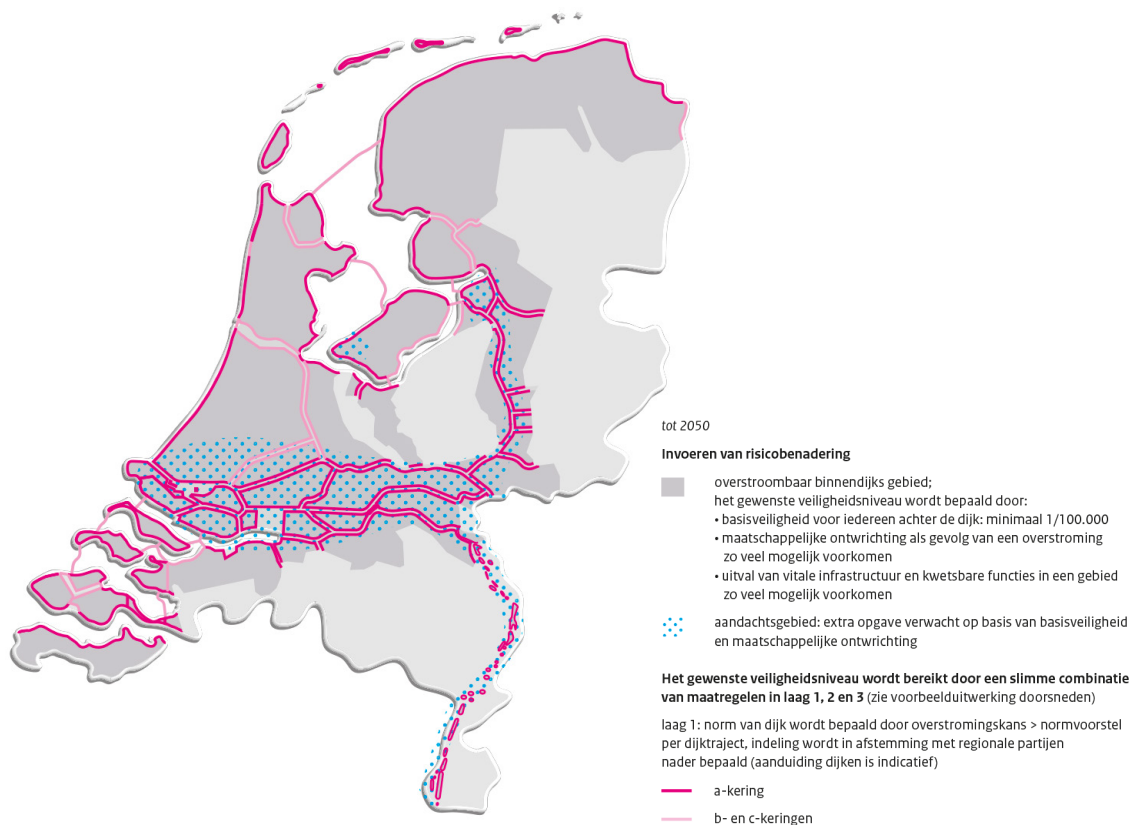 tot 2050
Invoeren van risicobenadering
overstroombaar binnendijks gebied;
het gewenste veiligheidsniveau wordt bepaald door:
• basisveiligheid voor iedereen achter de dijk: minimaal 1/100.000
• maatschappelijke ontwrichting als gevolg van een overstroming
zo veel mogelijk voorkomen
• uitval van vitale infrastructuur en kwetsbare functies in een gebied
zo veel mogelijk voorkomen
aandachtsgebied: extra opgave verwacht op basis van basisveiligheid
en maatschappelijke ontwrichting
Het gewenste veiligheidsniveau wordt bereikt door een slimme combinatie
van maatregelen in laag 1, 2 en 3 (zie voorbeelduitwerking doorsneden)
laag 1: norm van dijk wordt bepaald door overstromingskans > normvoorstel
per dijktraject, indeling wordt in afstemming met regionale partijen
nader bepaald (aanduiding dijken is indicatief)
a-kering
b- en c-keringen